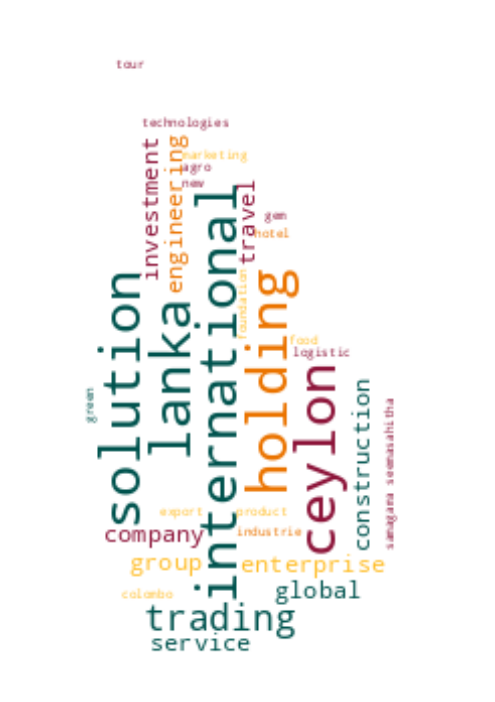 tour
technologies
investment
engineering
marketing
agro
new
international
travel
gem
hotel
solution
lanka
foundation
holding
food
logistic
ceylon
construction
green
samagama seemasahitha
export
product
company
industrie
group
enterprise
colombo
global
trading
service